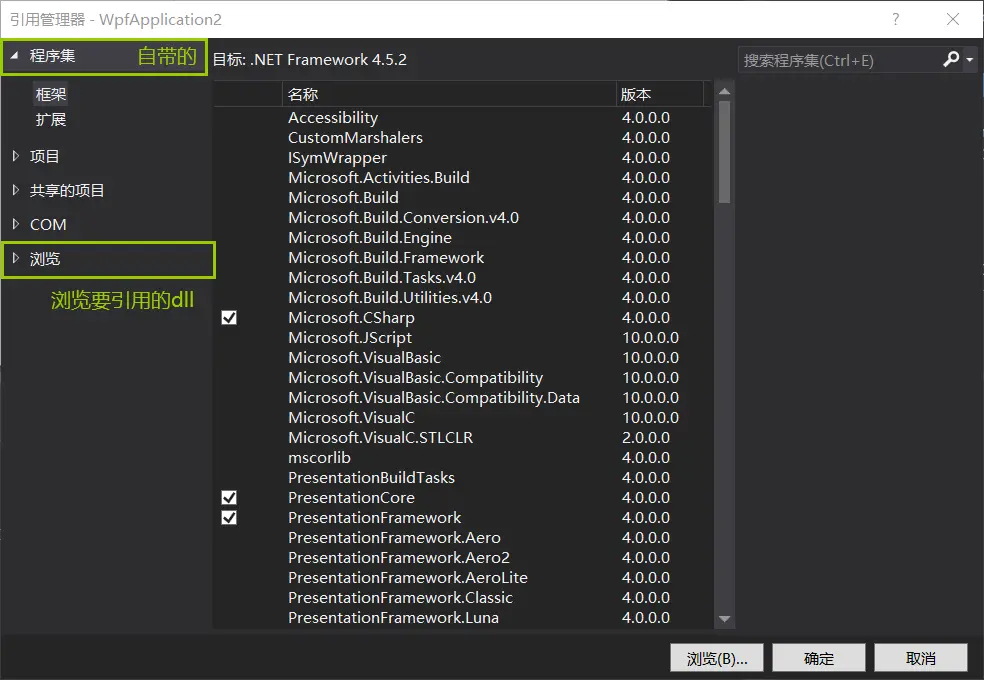 引用管理器 - WpfApplication2
?
程序集
自带的
目标: .NET Framework 4.5.2
搜索程序集(Ctrl+E)
框架
扩展
项目
共享的项目
COM
浏览
浏览要引用的dll
名称 版本
Accessibility 4.0.0.0
CustomMarshalers 4.0.0.0
ISymWrapper 4.0.0.0
Microsoft.Activities.Build 4.0.0.0
Microsoft.Build 4.0.0.0
Microsoft.Build.Conversion.v4.0 4.0.0.0
Microsoft.Build.Engine 4.0.0.0
Microsoft.Build.Framework 4.0.0.0
Microsoft.Build.Tasks.v4.0 4.0.0.0
Microsoft.Build.Utilities.v4.0 4.0.0.0
Microsoft.CSharp 4.0.0.0
Microsoft.JScript 10.0.0.0
Microsoft.VisualBasic 10.0.0.0
Microsoft.VisualBasic.Compatibility 10.0.0.0
Microsoft.VisualBasic.Compatibility.Data 10.0.0.0
Microsoft.VisualC 10.0.0.0
Microsoft.VisualC.STLCLR 2.0.0.0
mscorlib 4.0.0.0
PresentationBuildTasks 4.0.0.0
PresentationCore 4.0.0.0
PresentationFramework 4.0.0.0
PresentationFramework.Aero 4.0.0.0
PresentationFramework.Aero2 4.0.0.0
PresentationFramework.AeroLite 4.0.0.0
PresentationFramework.Classic 4.0.0.0
PresentationFramework.Luna 4.0.0.0
浏览(B)... 确定 取消